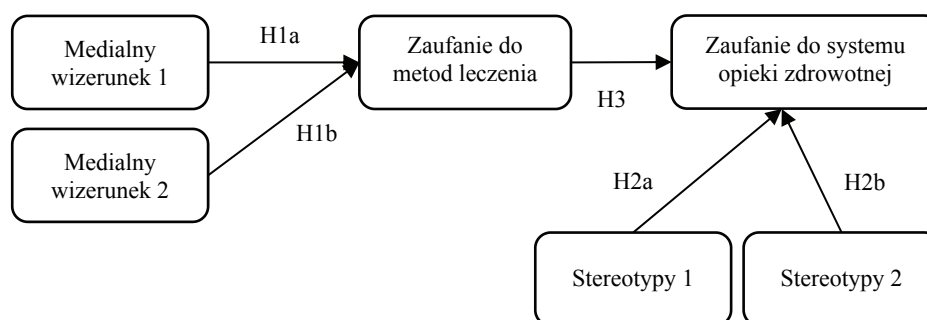 Medialny
wizerunek 1
H1a
Zaufanie do
metod leczenia
H3
Zaufanie do systemu
opieki zdrowotnej
Medialny
wizerunek 2
H1b
H2a
H2b
Stereotypy 1
Stereotypy 2